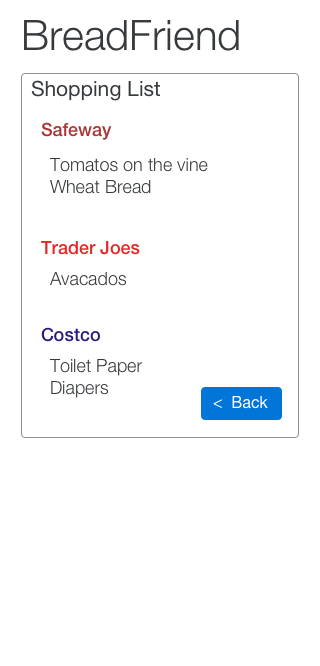 BreadFriend
Shopping List
Safeway
Tomatos on the vine
Wheat Bread
Trader Joes
Avacados
Costco
Toilet Paper
Diapers
< Back